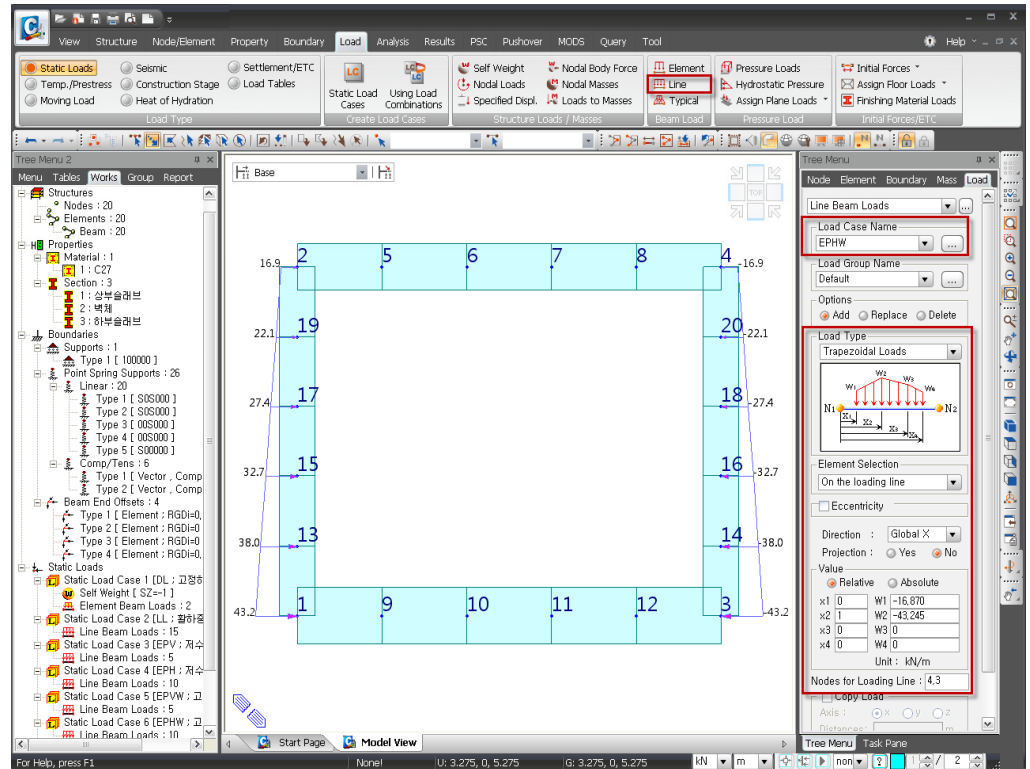 View Structure Node/Element Property Boundary Load Analysis Results PSC Pushover MODS Query Tool Help
Static Loads Seismic Settlement/ETC
Temp./Prestress Construction Stage Load Tables
Moving Load Heat of Hydration
Load Type
LC
Static Load Cases
Using Load Combinations
Create Load Cases
Self Weight Nodal Body Force
Nodal Loads Nodal Masses
Specified Displ. Loads to Masses
Structure Loads / Masses
Element
Line
Typical
Beam Load
Pressure Loads
Hydrostatic Pressure
Assign Plane Loads
Pressure Load
Initial Forces
Assign Floor Loads
Finishing Material Loads
Initial Forces/ETC
Tree Menu 2
Menu Tables Works Group Report
Structures
Nodes : 20
Elements : 20
Beam : 20
Properties
Material : 1
1 : C27
Section : 3
1 : 상부슬래브
2 : 벽체
3 : 하부슬래브
Boundaries
Supports : 1
Type 1 [ 100000 ]
Point Spring Supports : 26
Linear : 20
Type 1 [ S0S000 ]
Type 2 [ S0S000 ]
Type 3 [ 00S000 ]
Type 4 [ 00S000 ]
Type 5 [ S00000 ]
Comp/Tens : 6
Type 1 [ Vector , Comp
Type 2 [ Vector , Comp
Beam End Offsets : 4
Type 1 [ Element ; RGDi=0,
Type 2 [ Element ; RGDi=0
Type 3 [ Element ; RGDi=0
Type 4 [ Element ; RGDi=0,
Static Loads
Static Load Case 1 [DL ; 고정하
Self Weight [ SZ=-1 ]
Element Beam Loads : 2
Static Load Case 2 [LL ; 활하중
Line Beam Loads : 15
Static Load Case 3 [EPV ; 저수
Line Beam Loads : 5
Static Load Case 4 [EPH ; 저수
Line Beam Loads : 10
Static Load Case 5 [EPVW ; 고
Line Beam Loads : 5
Static Load Case 6 [EPHW ; 고
Line Beam Loads : 10
Base
TOP
16.9 2 5 6 7 8 4 -16.9
22.1 19 20 -22.1
27.4 17 18 -27.4
32.7 15 16 -32.7
38.0 13 14 -38.0
43.2 1 9 10 11 12 3 -43.2
Start Page Model View
Tree Menu
Node Element Boundary Mass Load
Line Beam Loads ...
Load Case Name
EPHW ...
Load Group Name
Default ...
Options
Add Replace Delete
Load Type
Trapezoidal Loads
W1 W2 W3 W4
N1 N2
X1 X2 X3 X4
Element Selection
On the loading line
Eccentricity
Direction : Global X
Projection : Yes No
Value
Relative Absolute
x1 0 W1 -16,870
x2 1 W2 -43,245
x3 0 W3 0
x4 0 W4 0
Unit : kN/m
Nodes for Loading Line : 4,3
Copy Load
Axis : x y z
Distances: m
Tree Menu Task Pane
For Help, press F1 None! U: 3.275, 0, 5.275 G: 3.275, 0, 5.275 kN m non 1 / 2